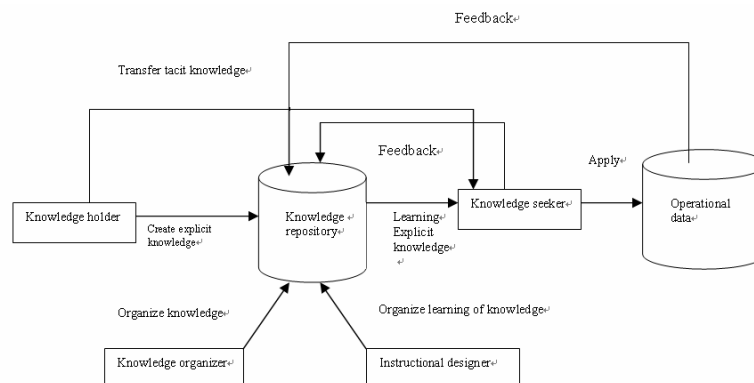 Feedback
Transfer tacit knowledge
Feedback
Apply
Knowledge holder
Create explicit
knowledge
Knowledge
repository
Learning
Explicit
knowledge
Knowledge seeker
Operational
data
Organize knowledge
Organize learning of knowledge
Knowledge organizer
Instructional designer